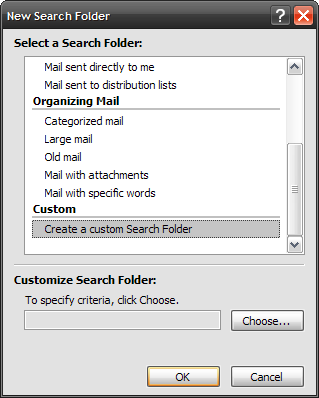 New Search Folder
Select a Search Folder:
Mail sent directly to me
Mail sent to distribution lists
Organizing Mail
Categorized mail
Large mail
Old mail
Mail with attachments
Mail with specific words
Custom
Create a custom Search Folder
Customize Search Folder:
To specify criteria, click Choose.
Choose...
OK Cancel